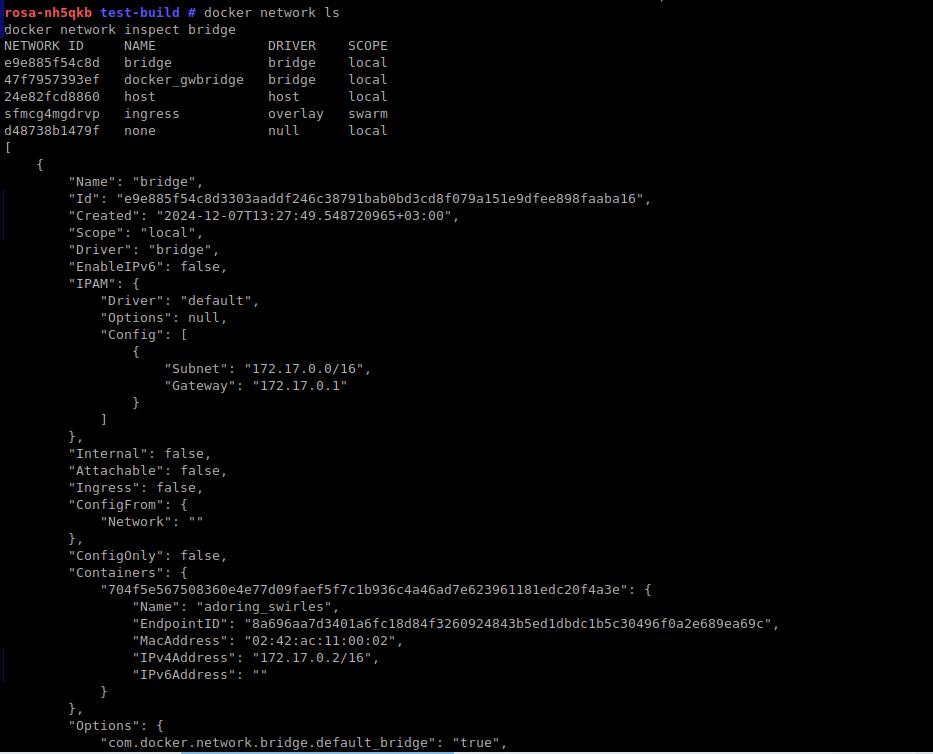 rosa-nh5qkb test-build # docker network ls
docker network inspect bridge
NETWORK ID     NAME              DRIVER    SCOPE
e9e885f54c8d   bridge            bridge    local
47f7957393ef   docker_gwbridge   bridge    local
24e82fcd8860   host              host      local
sfmcg4mgdrvp   ingress           overlay   swarm
d48738b1479f   none              null      local
[
    {
        "Name": "bridge",
        "Id": "e9e885f54c8d3303aaddf246c38791bab0bd3cd8f079a151e9dfee898faaba16",
        "Created": "2024-12-07T13:27:49.548720965+03:00",
        "Scope": "local",
        "Driver": "bridge",
        "EnableIPv6": false,
        "IPAM": {
            "Driver": "default",
            "Options": null,
            "Config": [
                {
                    "Subnet": "172.17.0.0/16",
                    "Gateway": "172.17.0.1"
                }
            ]
        },
        "Internal": false,
        "Attachable": false,
        "Ingress": false,
        "ConfigFrom": {
            "Network": ""
        },
        "ConfigOnly": false,
        "Containers": {
            "704f5e567508360e4e77d09faef5f7c1b936c4a46ad7e623961181edc20f4a3e": {
                "Name": "adoring_swirles",
                "EndpointID": "8a696aa7d3401a6fc18d84f3260924843b5ed1dbdc1b5c30496f0a2e689ea69c",
                "MacAddress": "02:42:ac:11:00:02",
                "IPv4Address": "172.17.0.2/16",
                "IPv6Address": ""
            }
        },
        "Options": {
            "com.docker.network.bridge.default_bridge": "true",